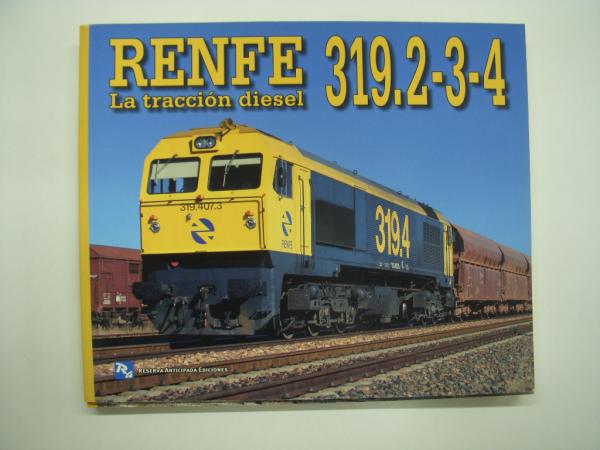 RENFE 319.2-3-4
La tracción diesel
319.407.3
RENFE
319.4
RA
RESERVA ANTICIPADA EDICIONES